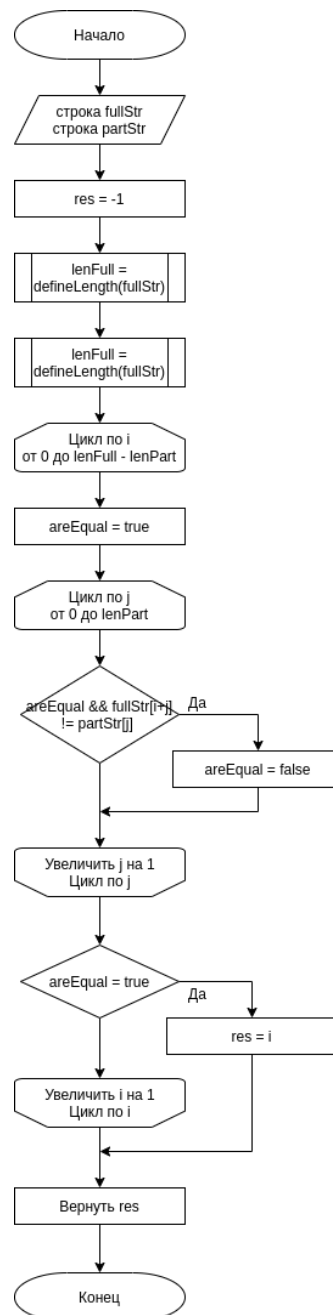 Начало
строка fullStr
строка partStr
res = -1
lenFull =
defineLength(fullStr)
lenFull =
defineLength(fullStr)
Цикл по i
от 0 до lenFull - lenPart
areEqual = true
Цикл по j
от 0 до lenPart
areEqual && fullStr[i+j]
!= partStr[j]
Да
areEqual = false
Увеличить j на 1
Цикл по j
areEqual = true
Да
res = i
Увеличить i на 1
Цикл по i
Вернуть res
Конец